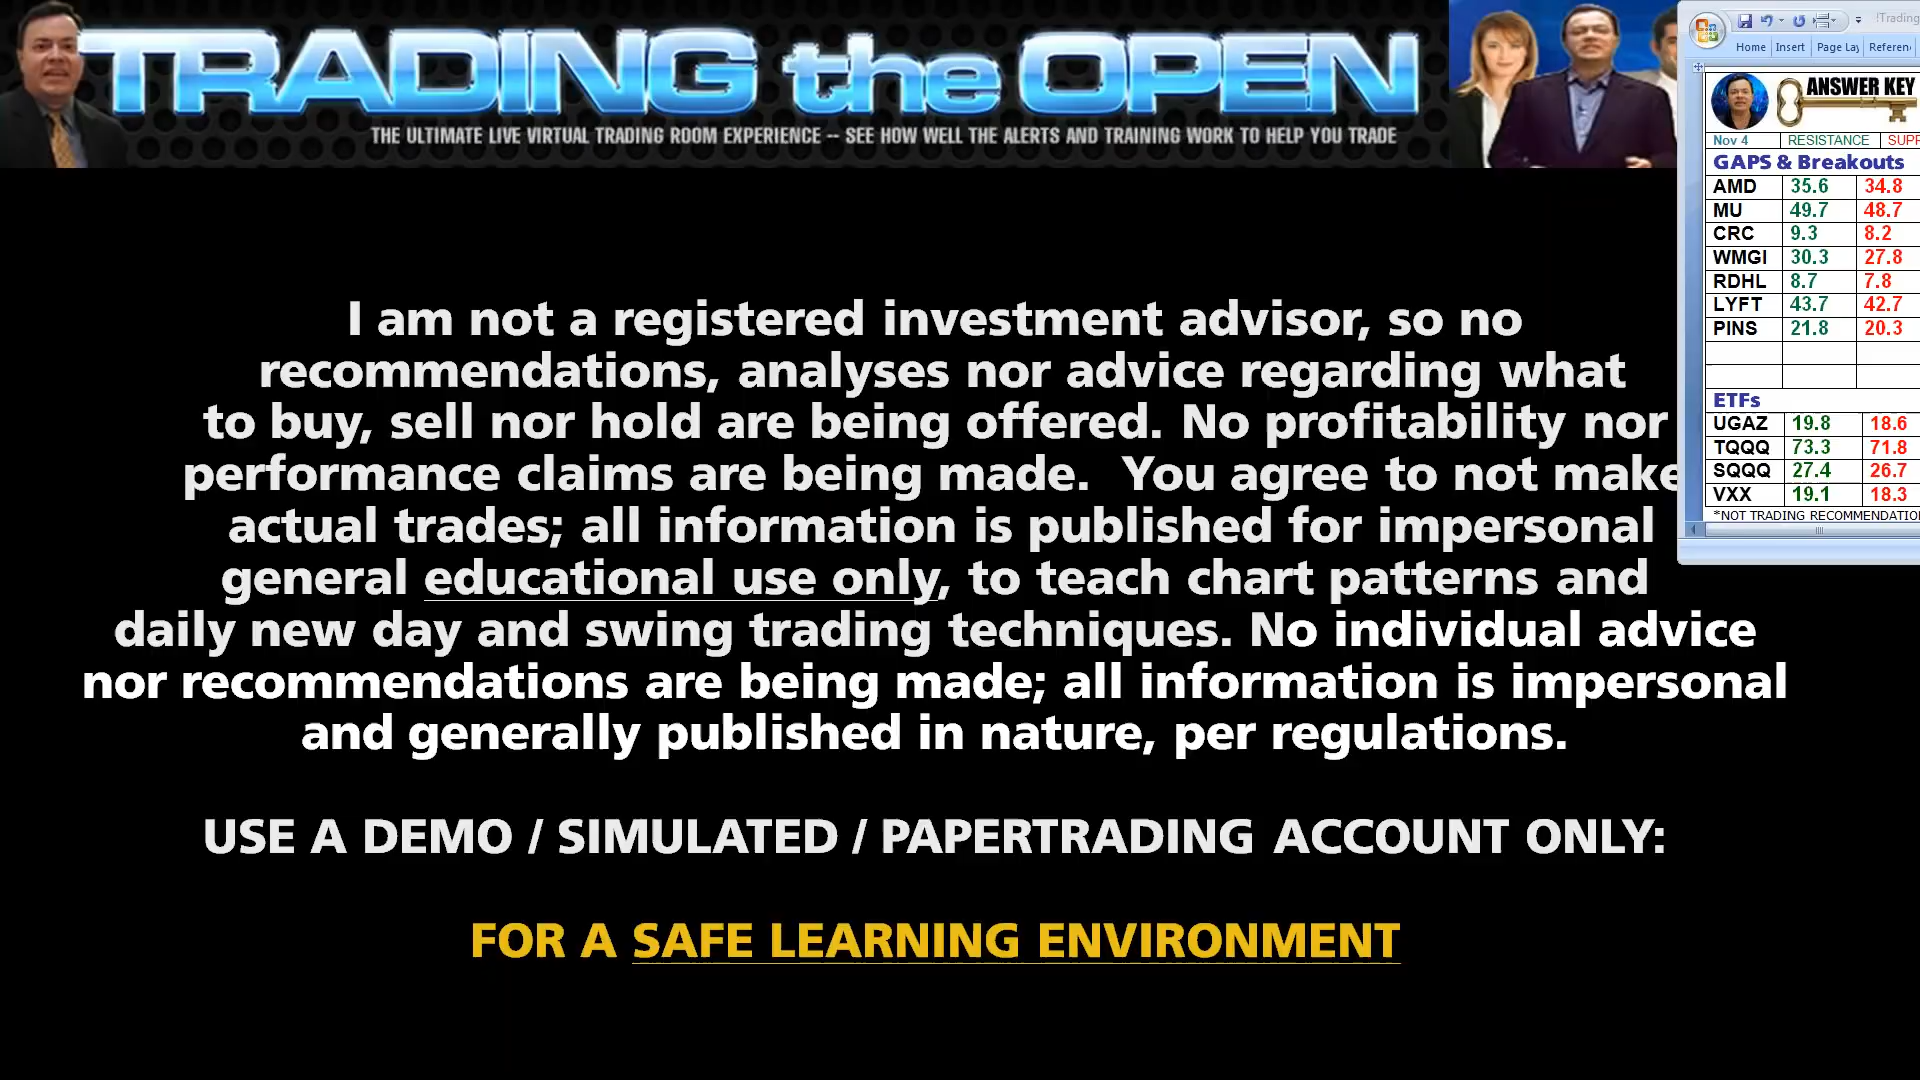 TRADING the OPEN
THE ULTIMATE LIVE VIRTUAL TRADING ROOM EXPERIENCE -- SEE HOW WELL THE ALERTS AND TRAINING WORK TO HELP YOU TRADE
I am not a registered investment advisor, so no
recommendations, analyses nor advice regarding what
to buy, sell nor hold are being offered. No profitability nor
performance claims are being made. You agree to not make
actual trades; all information is published for impersonal
general educational use only, to teach chart patterns and
daily new day and swing trading techniques. No individual advice
nor recommendations are being made; all information is impersonal
and generally published in nature, per regulations.
USE A DEMO / SIMULATED / PAPERTRADING ACCOUNT ONLY:
FOR A SAFE LEARNING ENVIRONMENT
!Trading
Home Insert Page Lay Referen
ANSWER KEY
Nov 4 RESISTANCE SUPP
GAPS & Breakouts
AMD 35.6 34.8
MU 49.7 48.7
CRC 9.3 8.2
WMGI 30.3 27.8
RDHL 8.7 7.8
LYFT 43.7 42.7
PINS 21.8 20.3
ETFs
UGAZ 19.8 18.6
TQQQ 73.3 71.8
SQQQ 27.4 26.7
VXX 19.1 18.3
*NOT TRADING RECOMMENDATIO